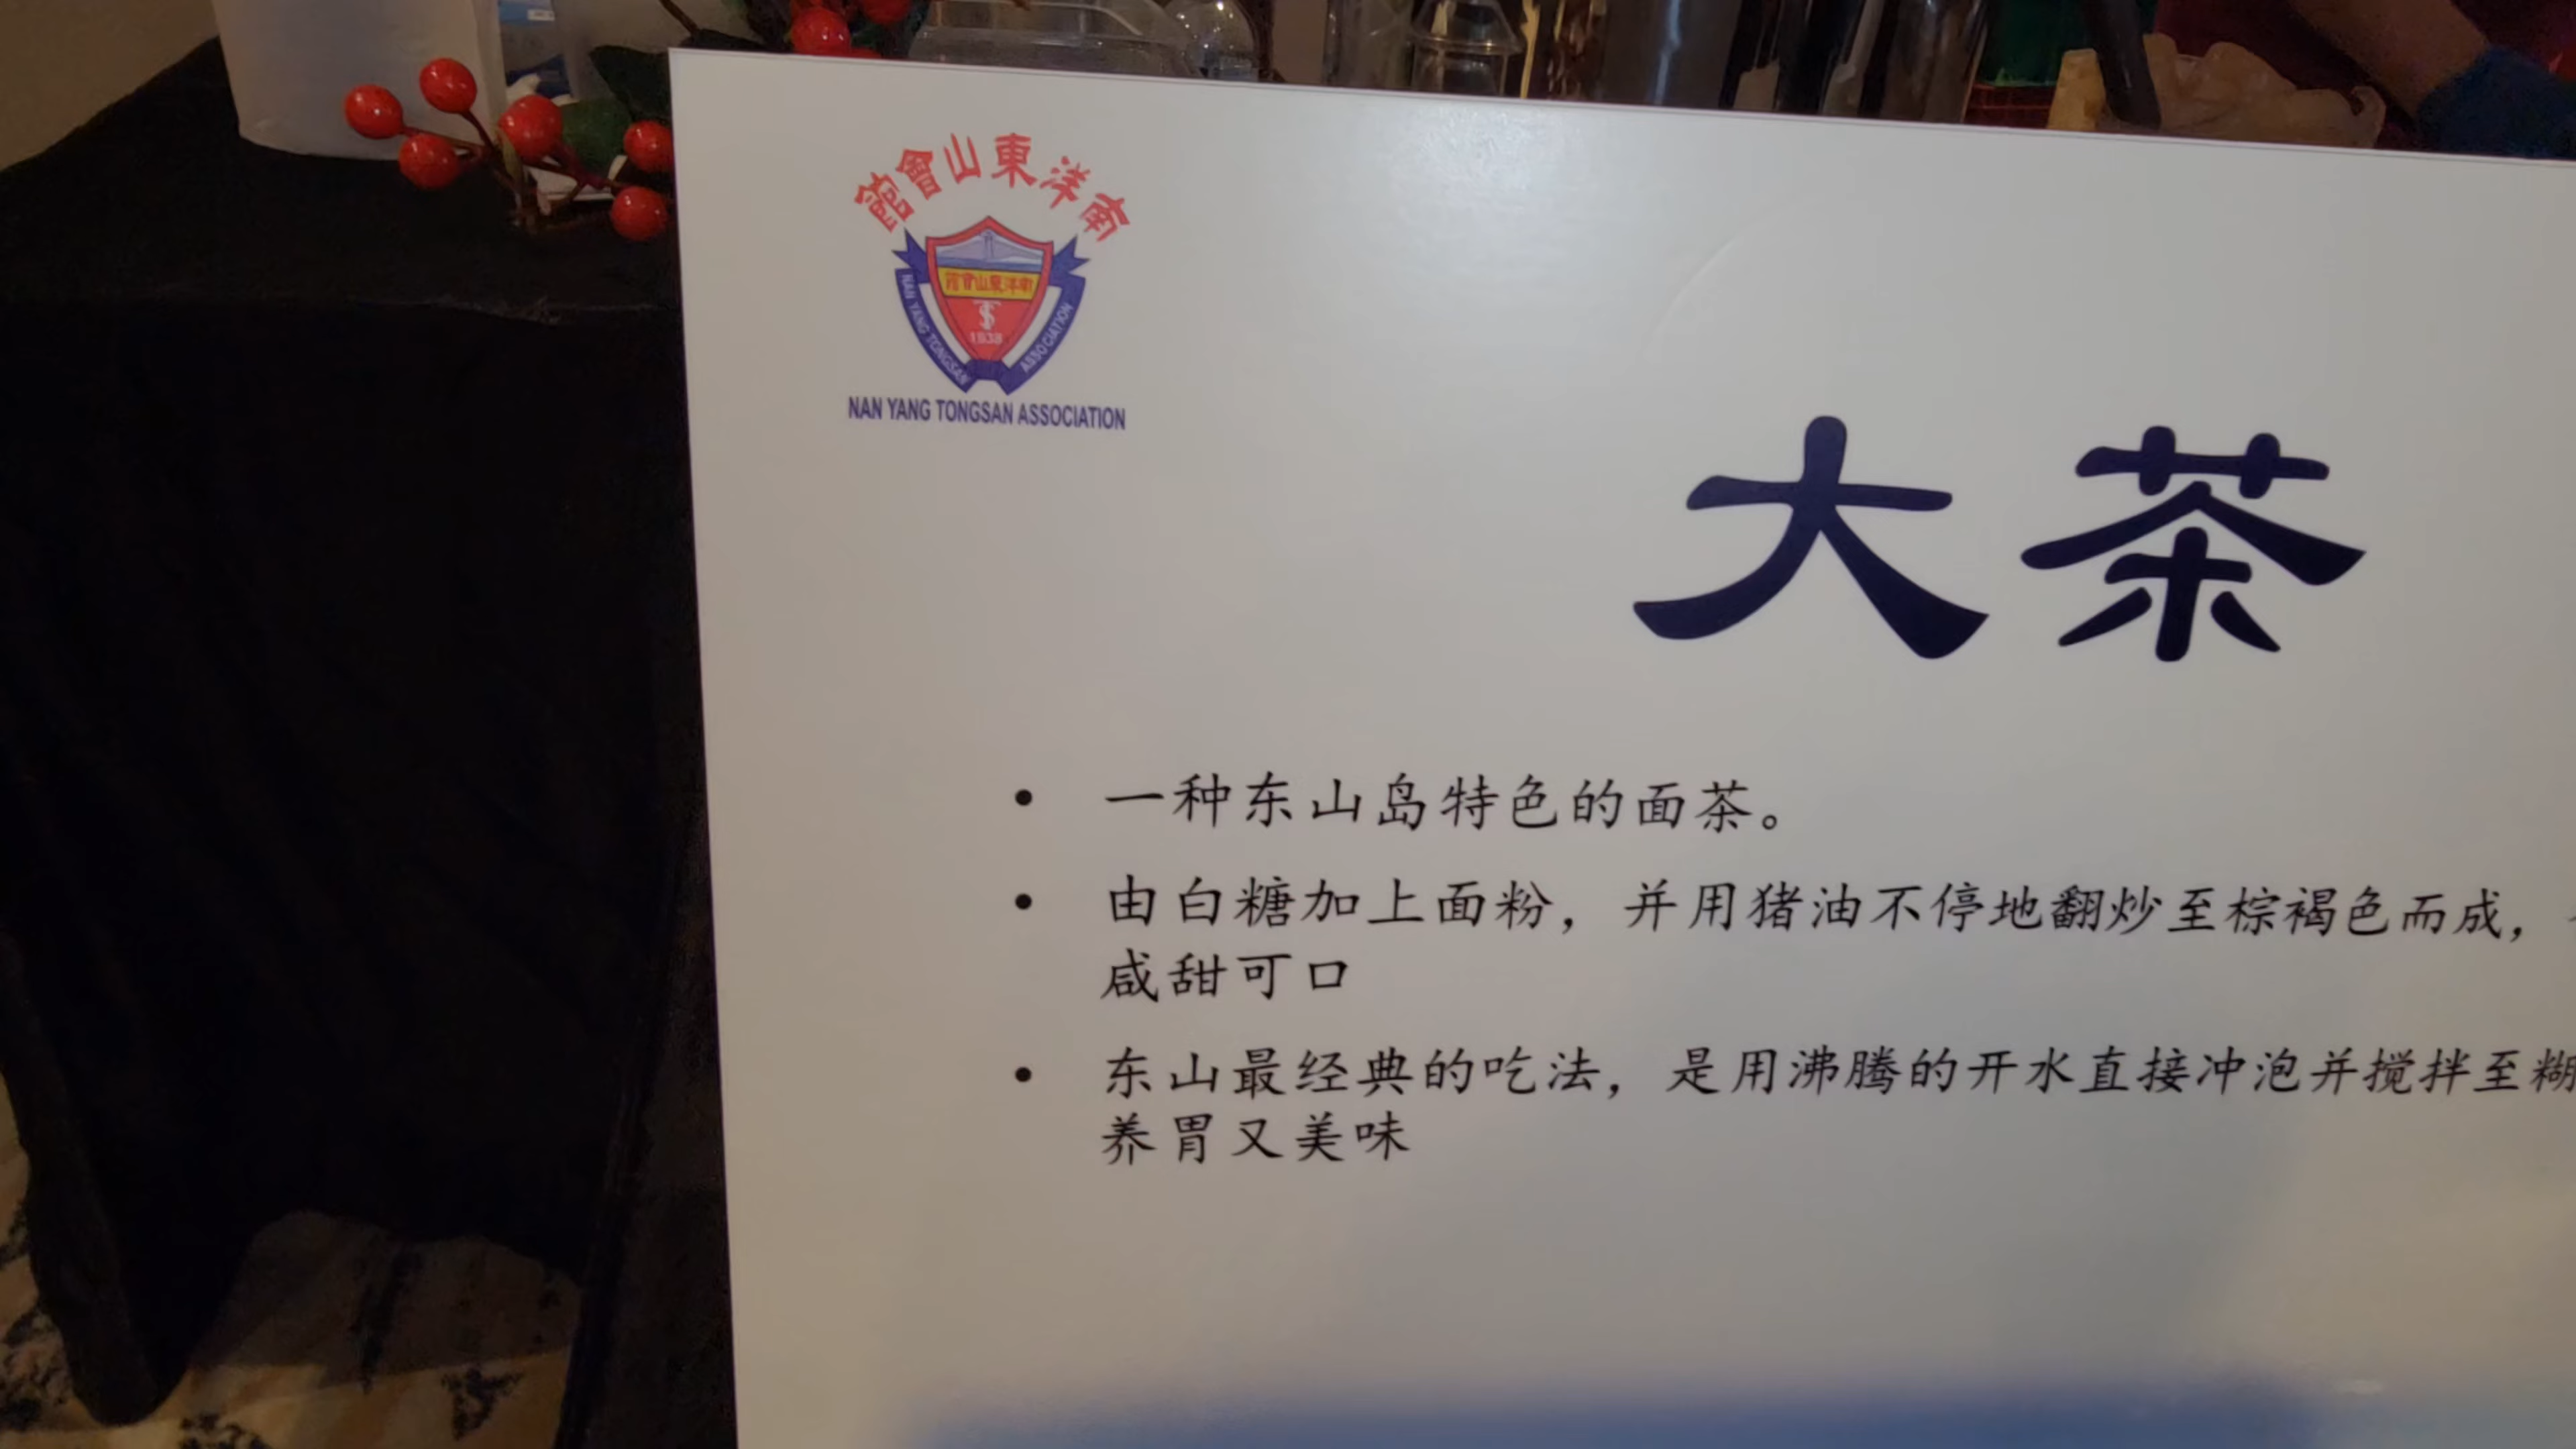 南洋東山會館
南洋東山會館
1938
NAN YANG TONGSAN ASSOCIATION
NAN YANG TONGSAN ASSOCIATION
大茶
• 一种东山岛特色的面茶。
• 由白糖加上面粉，并用猪油不停地翻炒至棕褐色而成，
咸甜可口
• 东山最经典的吃法，是用沸腾的开水直接冲泡并搅拌至糊
养胃又美味